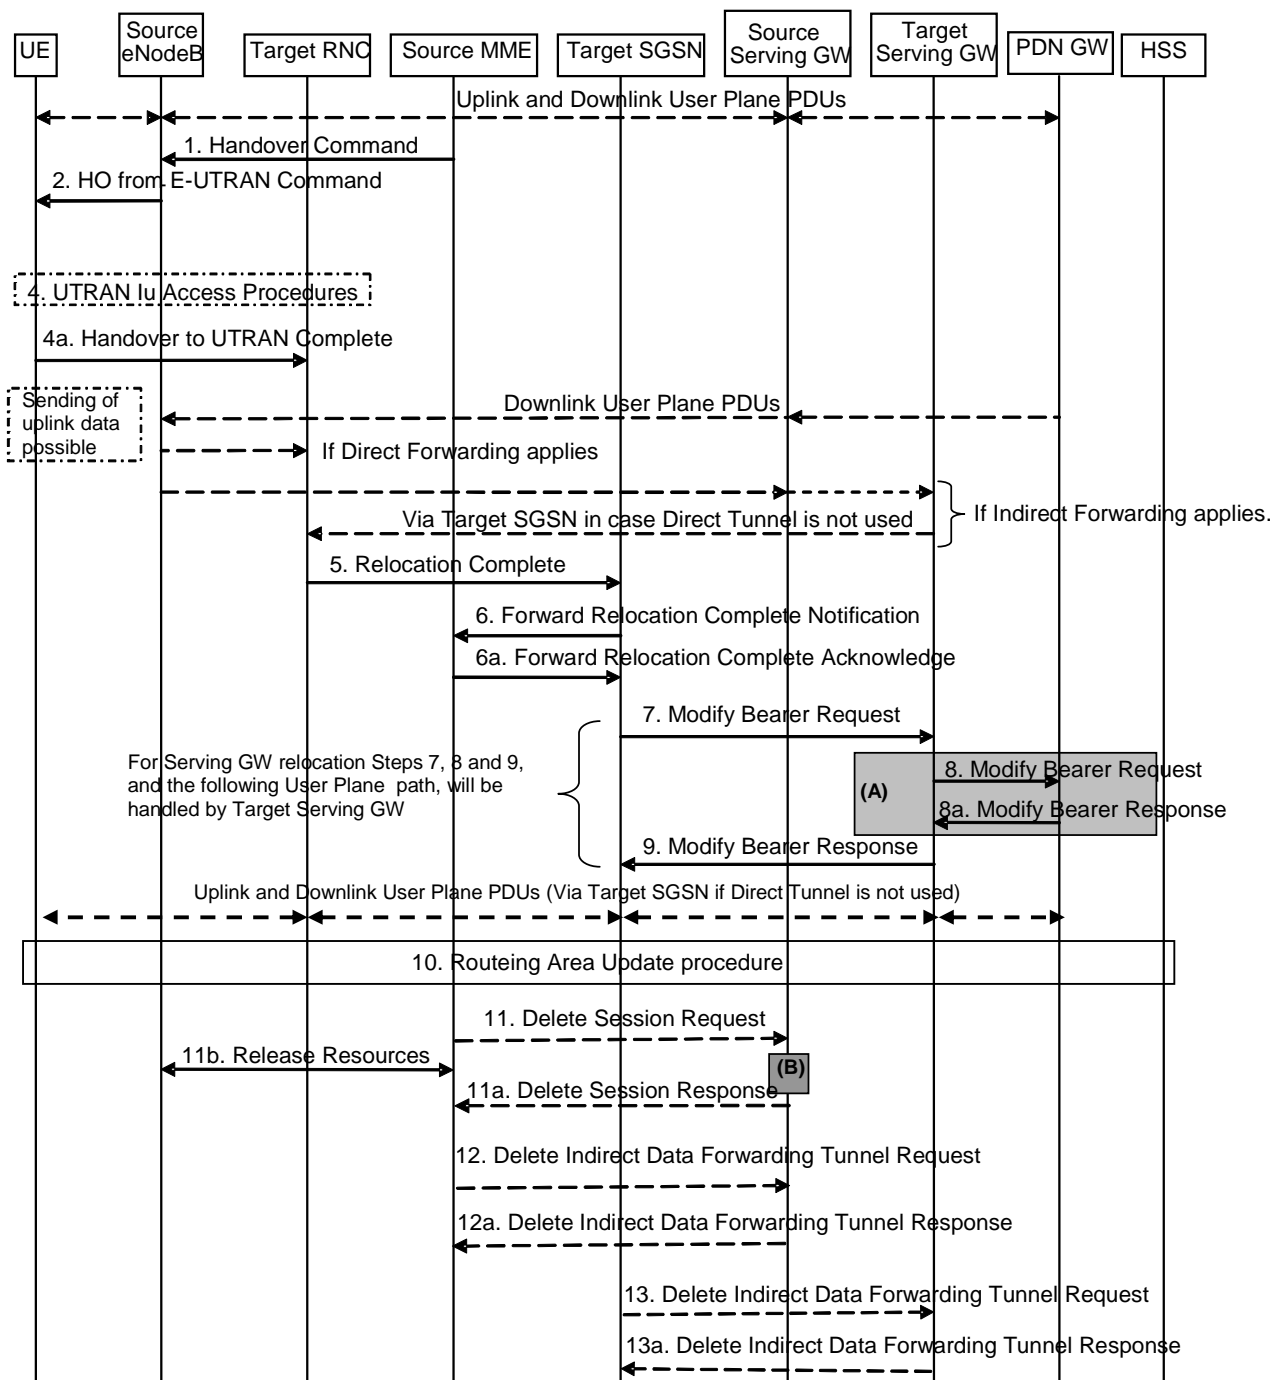 UE
Source
eNodeB
Target RNC
Source MME
Target SGSN
Source
Serving GW
Target
Serving GW
PDN GW
HSS
Uplink and Downlink User Plane PDUs
1. Handover Command
2. HO from E-UTRAN Command
4. UTRAN Iu Access Procedures
4a. Handover to UTRAN Complete
Sending of
uplink data
possible
Downlink User Plane PDUs
If Direct Forwarding applies
Via Target SGSN in case Direct Tunnel is not used
If Indirect Forwarding applies.
5. Relocation Complete
6. Forward Relocation Complete Notification
6a. Forward Relocation Complete Acknowledge
7. Modify Bearer Request
For Serving GW relocation Steps 7, 8 and 9,
and the following User Plane path, will be
handled by Target Serving GW
(A)
8. Modify Bearer Request
8a. Modify Bearer Response
9. Modify Bearer Response
Uplink and Downlink User Plane PDUs (Via Target SGSN if Direct Tunnel is not used)
10. Routeing Area Update procedure
11. Delete Session Request
11b. Release Resources
(B)
11a. Delete Session Response
12. Delete Indirect Data Forwarding Tunnel Request
12a. Delete Indirect Data Forwarding Tunnel Response
13. Delete Indirect Data Forwarding Tunnel Request
13a. Delete Indirect Data Forwarding Tunnel Response